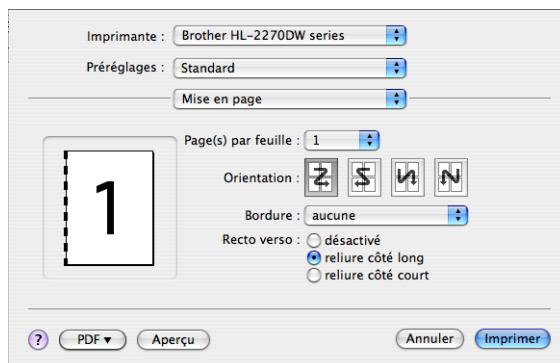 Imprimante : Brother HL-2270DW series
Préréglages : Standard
Mise en page
Page(s) par feuille : 1
1
Orientation :
Bordure : aucune
Recto verso : désactivé
reliure côté long
reliure côté court
? PDF ▼ Aperçu Annuler Imprimer